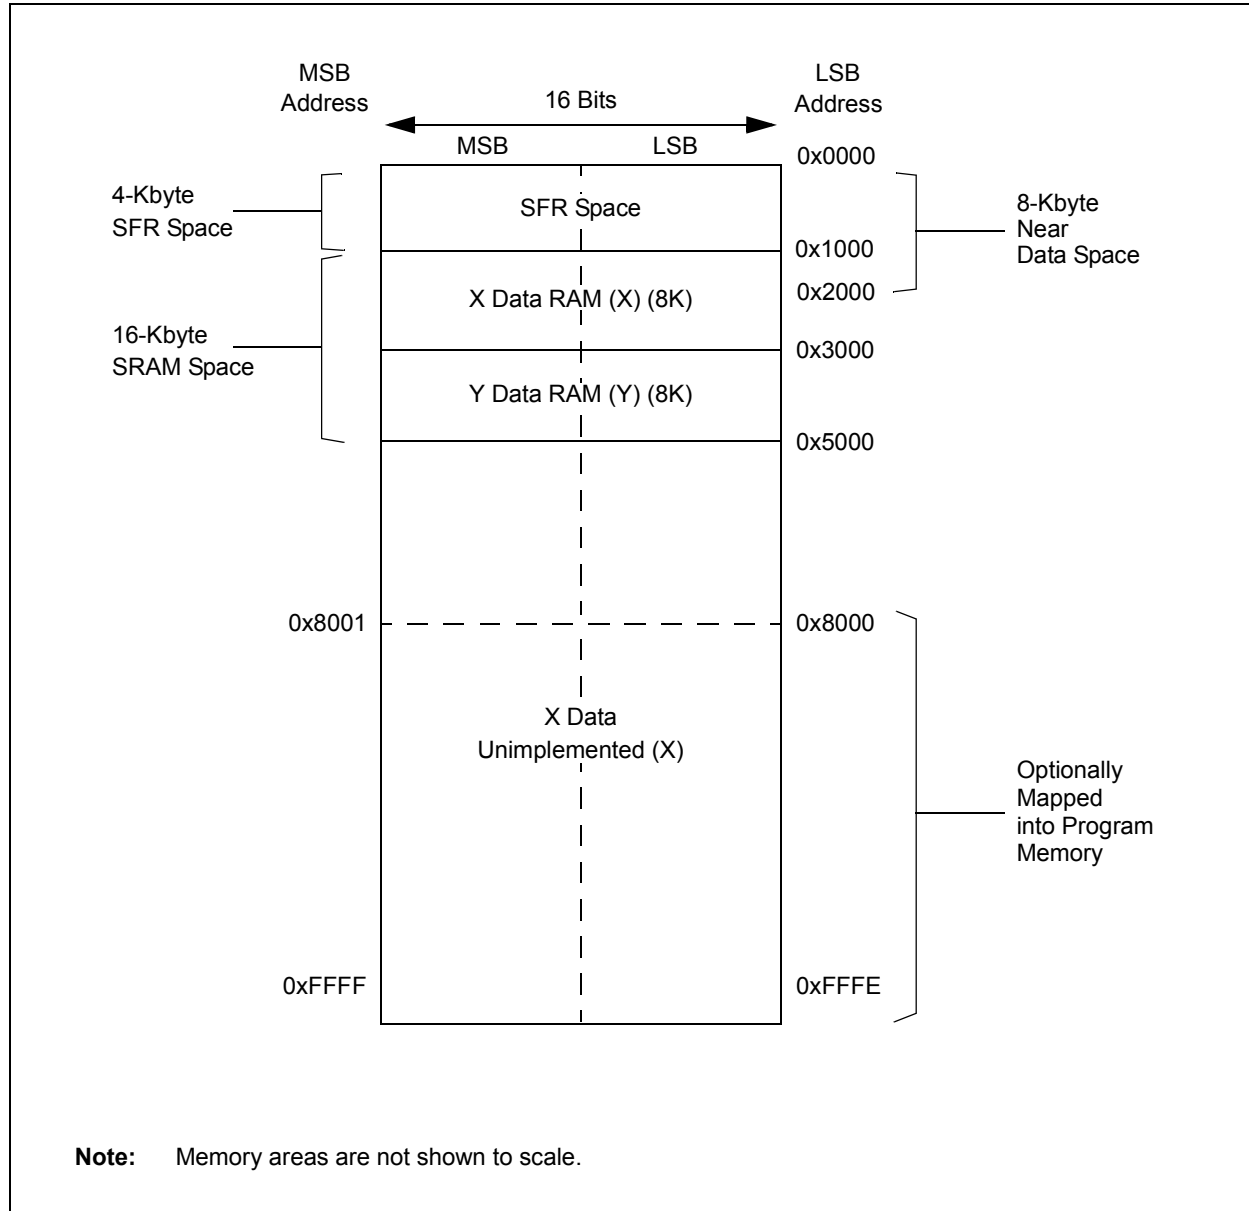 MSB
Address
LSB
Address
16 Bits
MSB
LSB
0x0000
4-Kbyte
SFR Space
SFR Space
8-Kbyte
Near
Data Space
0x1000
X Data RAM (X) (8K)
0x2000
16-Kbyte
SRAM Space
0x3000
Y Data RAM (Y) (8K)
0x5000
0x8001
0x8000
X Data
Unimplemented (X)
Optionally
Mapped
into Program
Memory
0xFFFF
0xFFFE
Note: Memory areas are not shown to scale.